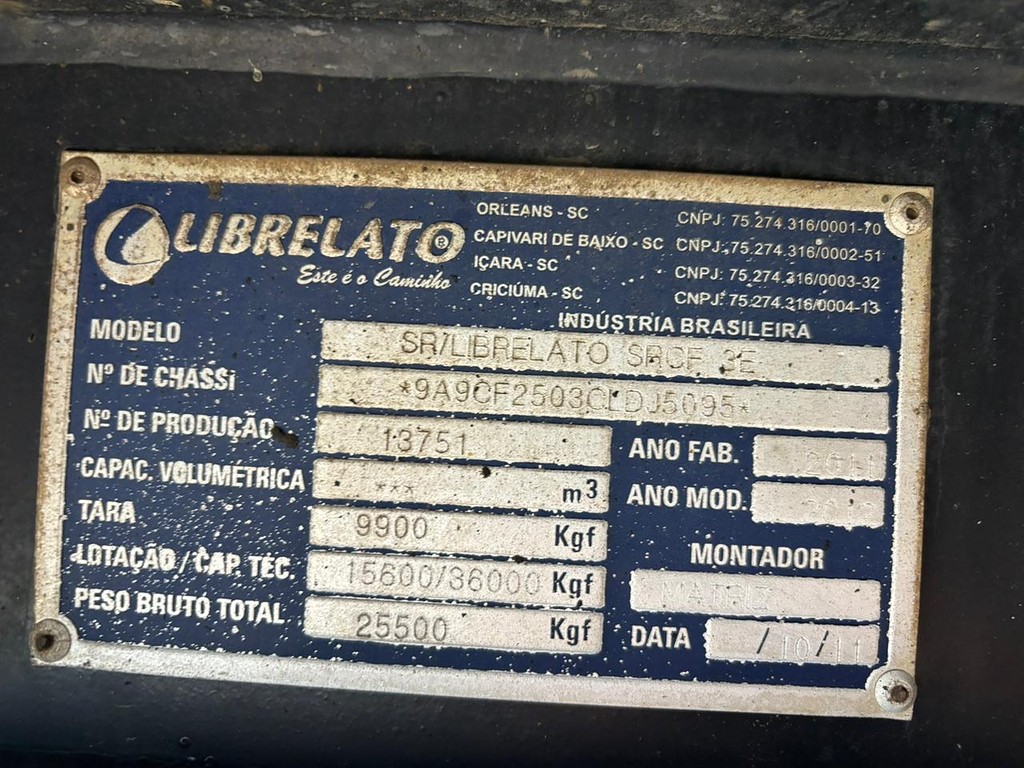 LIBRELATO®
Este é o Caminho
ORLEANS - SC CNPJ: 75.274.316/0001-70
CAPIVARI DE BAIXO - SC CNPJ: 75.274.316/0002-51
IÇARA - SC CNPJ: 75.274.316/0003-32
CRICIÚMA - SC CNPJ: 75.274.316/0004-13
INDÚSTRIA BRASILEIRA
MODELO SR/LIBRELATO SRCF 3E
Nº DE CHASSI *9A9CF2503CLDJ5095*
Nº DE PRODUÇÃO 13751
ANO FAB. 2011
CAPAC. VOLUMÉTRICA *** m³
ANO MOD.
TARA 9900 Kgf
LOTAÇÃO / CAP. TEC. 15600/36000 Kgf
PESO BRUTO TOTAL 25500 Kgf
MONTADOR
MATRIZ
DATA /10/11